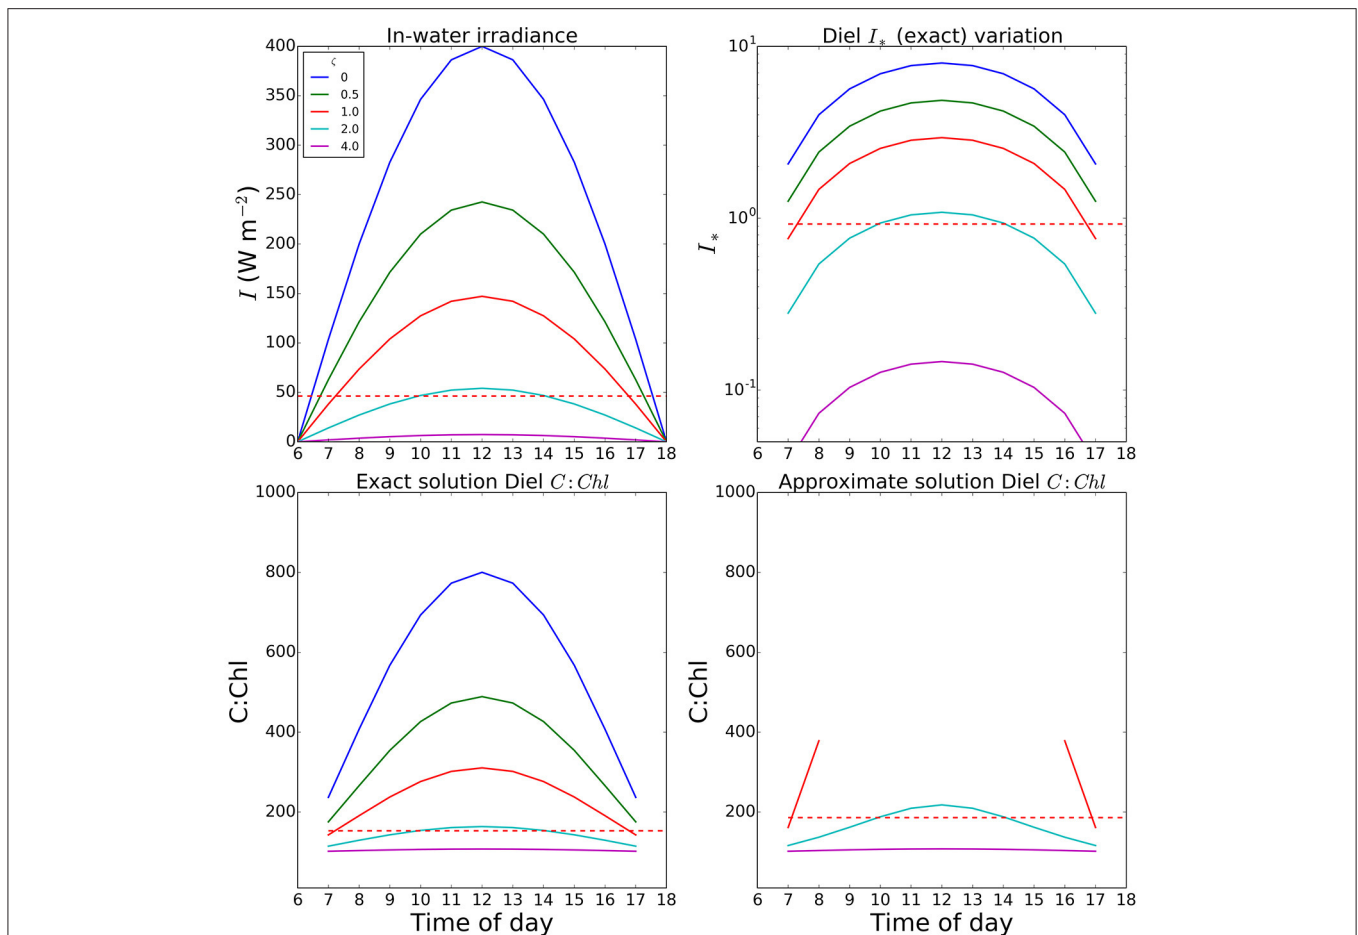 In-water irradiance
400
350
300
250
200
150
100
50
0
I (W m⁻²)
ζ
0
0.5
1.0
2.0
4.0
6 7 8 9 10 11 12 13 14 15 16 17 18
Diel I* (exact) variation
10¹
10⁰
10⁻¹
I*
6 7 8 9 10 11 12 13 14 15 16 17 18
Exact solution Diel C:Chl
1000
800
600
400
200
C:Chl
6 7 8 9 10 11 12 13 14 15 16 17 18
Time of day
Approximate solution Diel C:Chl
1000
800
600
400
200
C:Chl
6 7 8 9 10 11 12 13 14 15 16 17 18
Time of day